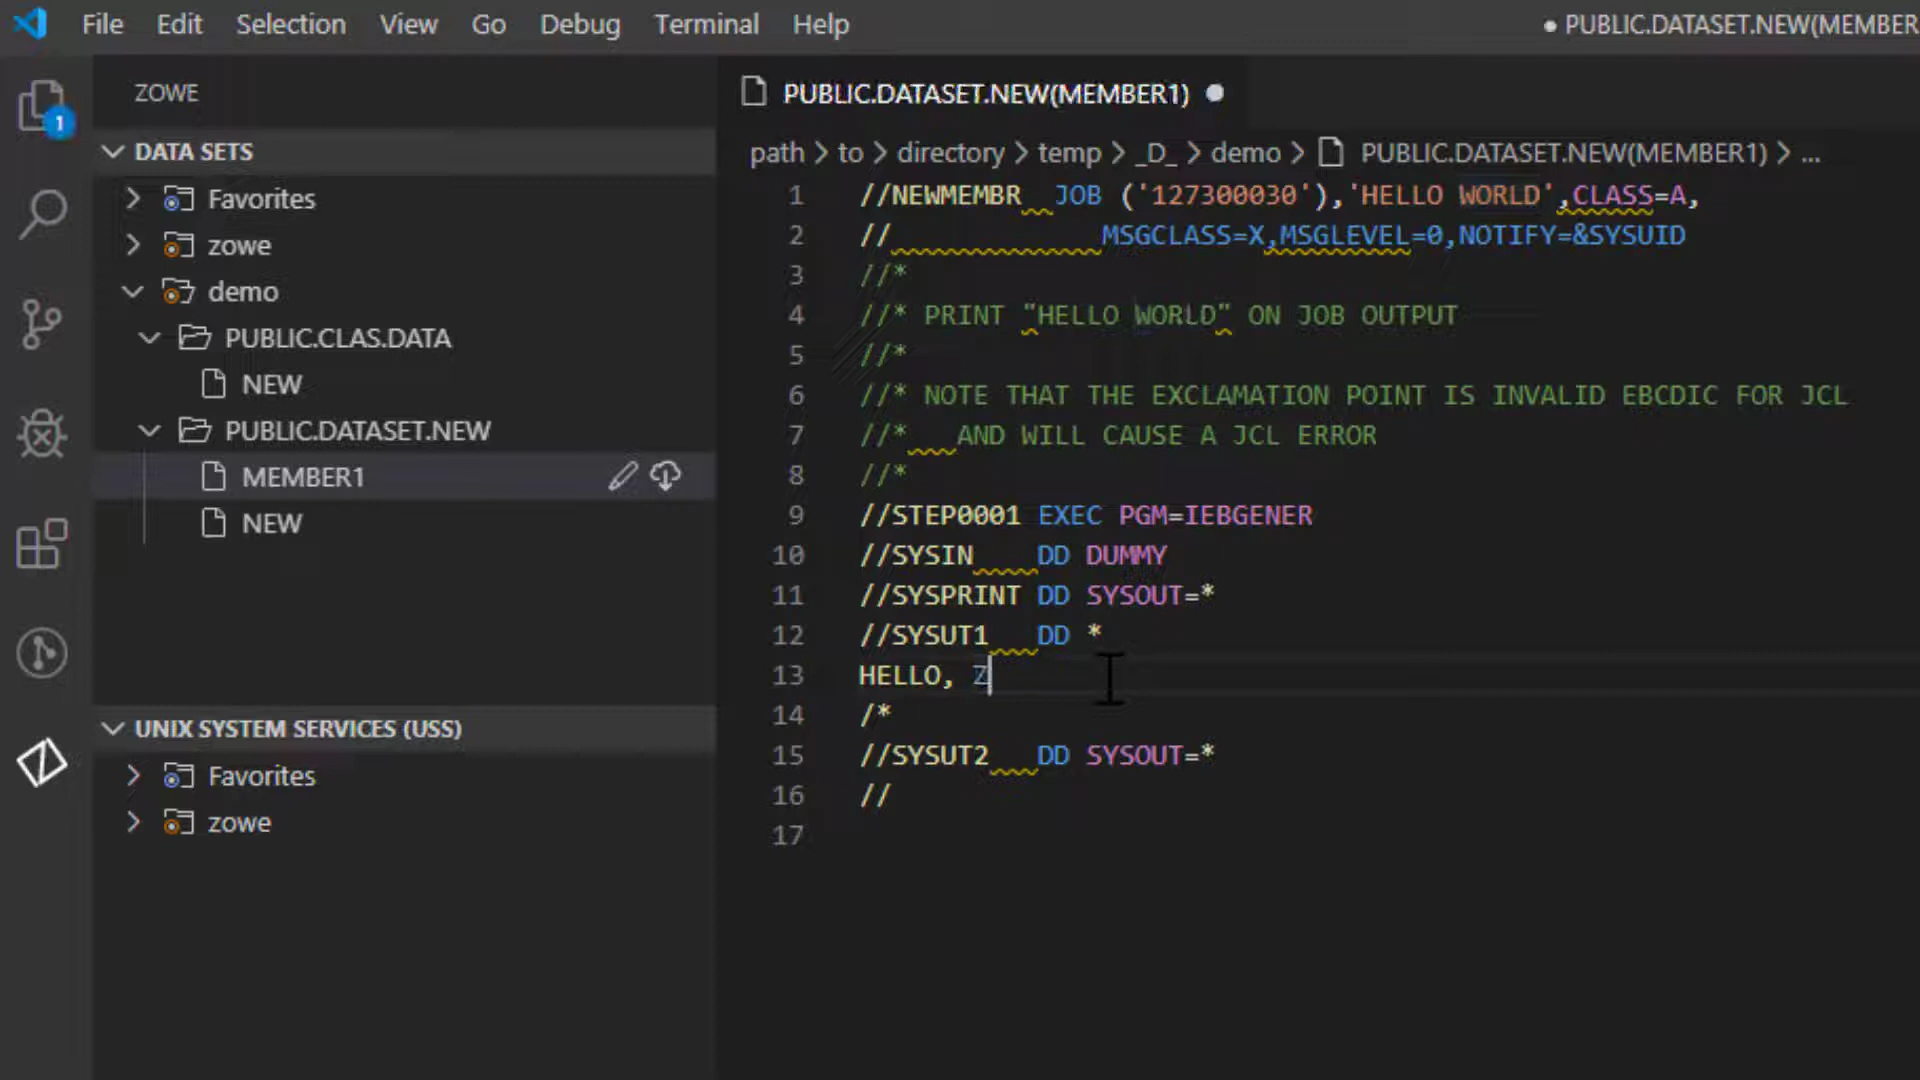 File Edit Selection View Go Debug Terminal Help
● PUBLIC.DATASET.NEW(MEMBER
1
ZOWE
DATA SETS
Favorites
zowe
demo
PUBLIC.CLAS.DATA
NEW
PUBLIC.DATASET.NEW
MEMBER1
NEW
UNIX SYSTEM SERVICES (USS)
Favorites
zowe
PUBLIC.DATASET.NEW(MEMBER1) ●
path > to > directory > temp > _D_ > demo > PUBLIC.DATASET.NEW(MEMBER1) > ...
1 //NEWMEMBR  JOB ('127300030'),'HELLO WORLD',CLASS=A,
2 //             MSGCLASS=X,MSGLEVEL=0,NOTIFY=&SYSUID
3 //*
4 //* PRINT "HELLO WORLD" ON JOB OUTPUT
5 //*
6 //* NOTE THAT THE EXCLAMATION POINT IS INVALID EBCDIC FOR JCL
7 //*   AND WILL CAUSE A JCL ERROR
8 //*
9 //STEP0001 EXEC PGM=IEBGENER
10 //SYSIN    DD DUMMY
11 //SYSPRINT DD SYSOUT=*
12 //SYSUT1   DD *
13 HELLO, Z
14 /*
15 //SYSUT2   DD SYSOUT=*
16 //
17